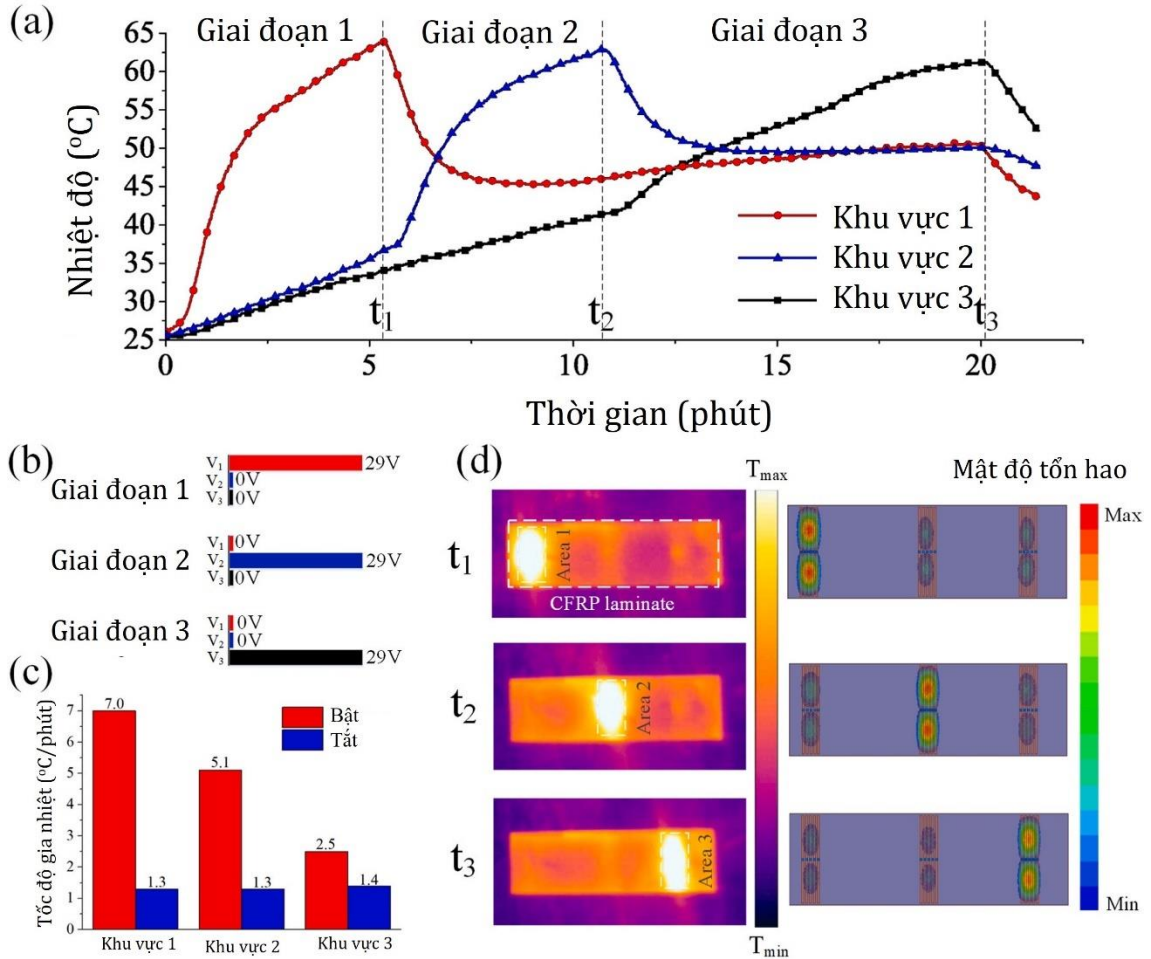 (a)
Giai đoạn 1
Giai đoạn 2
Giai đoạn 3
65
60
55
50
45
40
35
30
25
Nhiệt độ (°C)
Khu vực 1
Khu vực 2
Khu vực 3
t1
t2
t3
0
5
10
15
20
Thời gian (phút)
(b)
Giai đoạn 1
V1 29V
V2 0V
V3 0V
Giai đoạn 2
V1 0V
V2 29V
V3 0V
Giai đoạn 3
V1 0V
V2 0V
V3 29V
(c)
Tốc độ gia nhiệt (°C/phút)
7
6
5
4
3
2
1
0
7.0
1.3
5.1
1.3
2.5
1.4
Bật
Tắt
Khu vực 1
Khu vực 2
Khu vực 3
(d)
Tmax
Tmin
Mật độ tổn hao
Max
Min
t1
Area 1
CFRP laminate
t2
Area 2
t3
Area 3